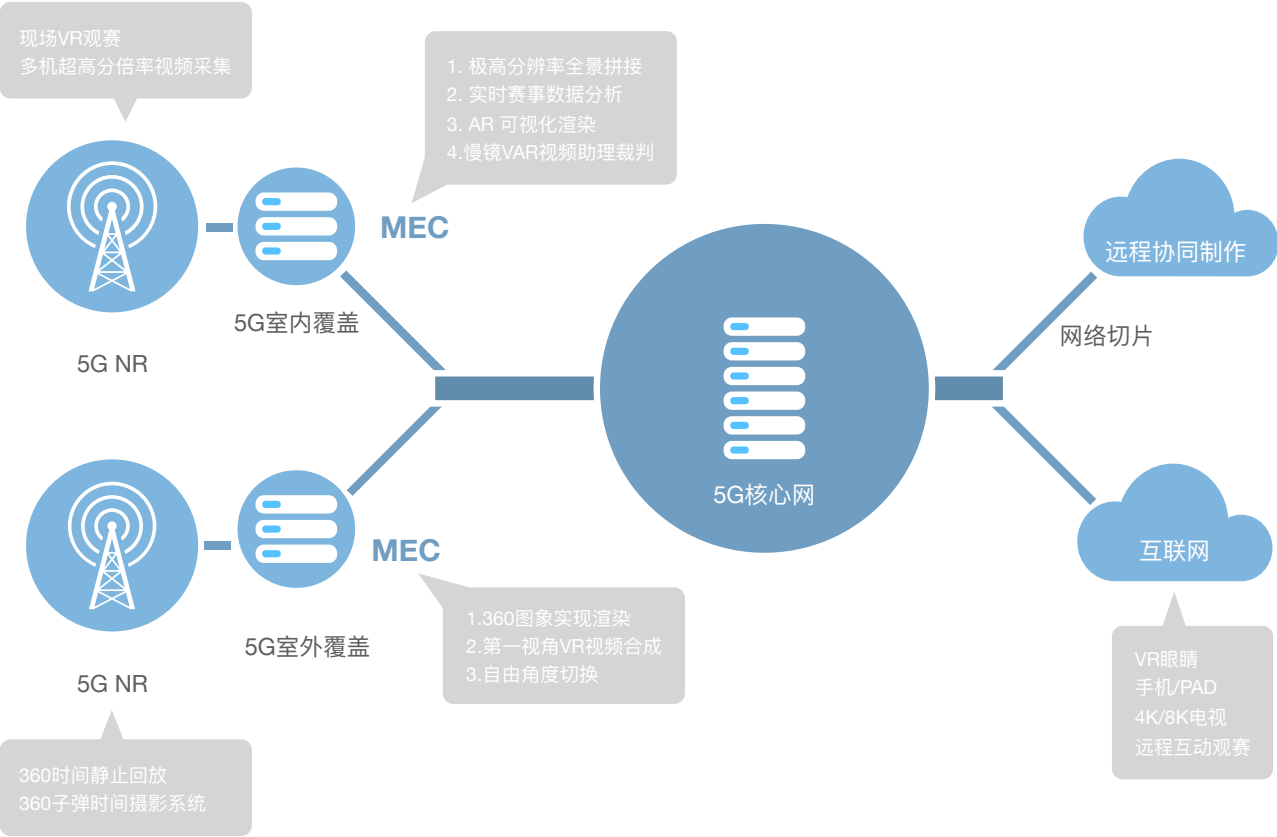 现场VR观赛
多机超高分倍率视频采集
1. 极高分辨率全景拼接
2. 实时赛事数据分析
3. AR 可视化渲染
4.慢镜VAR视频助理裁判
MEC
5G室内覆盖
5G NR
远程协同制作
网络切片
5G核心网
MEC
互联网
1.360图象实现渲染
2.第一视角VR视频合成
3.自由角度切换
5G室外覆盖
5G NR
VR眼睛
手机/PAD
4K/8K电视
远程互动观赛
360时间静止回放
360子弹时间摄影系统